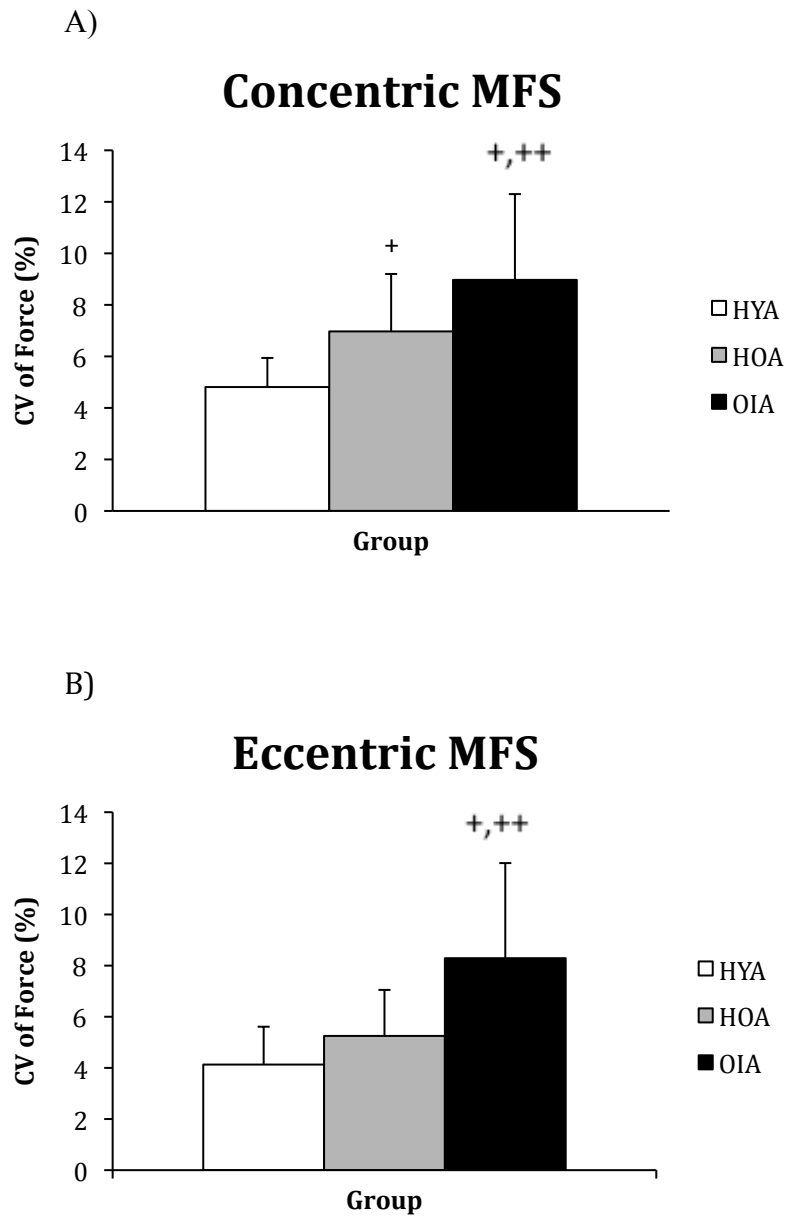 A)
Concentric MFS
+,++
+
14
12
10
8
6
4
2
0
CV of Force (%)
Group
HYA
HOA
OIA
B)
Eccentric MFS
+,++
14
12
10
8
6
4
2
0
CV of Force (%)
Group
HYA
HOA
OIA